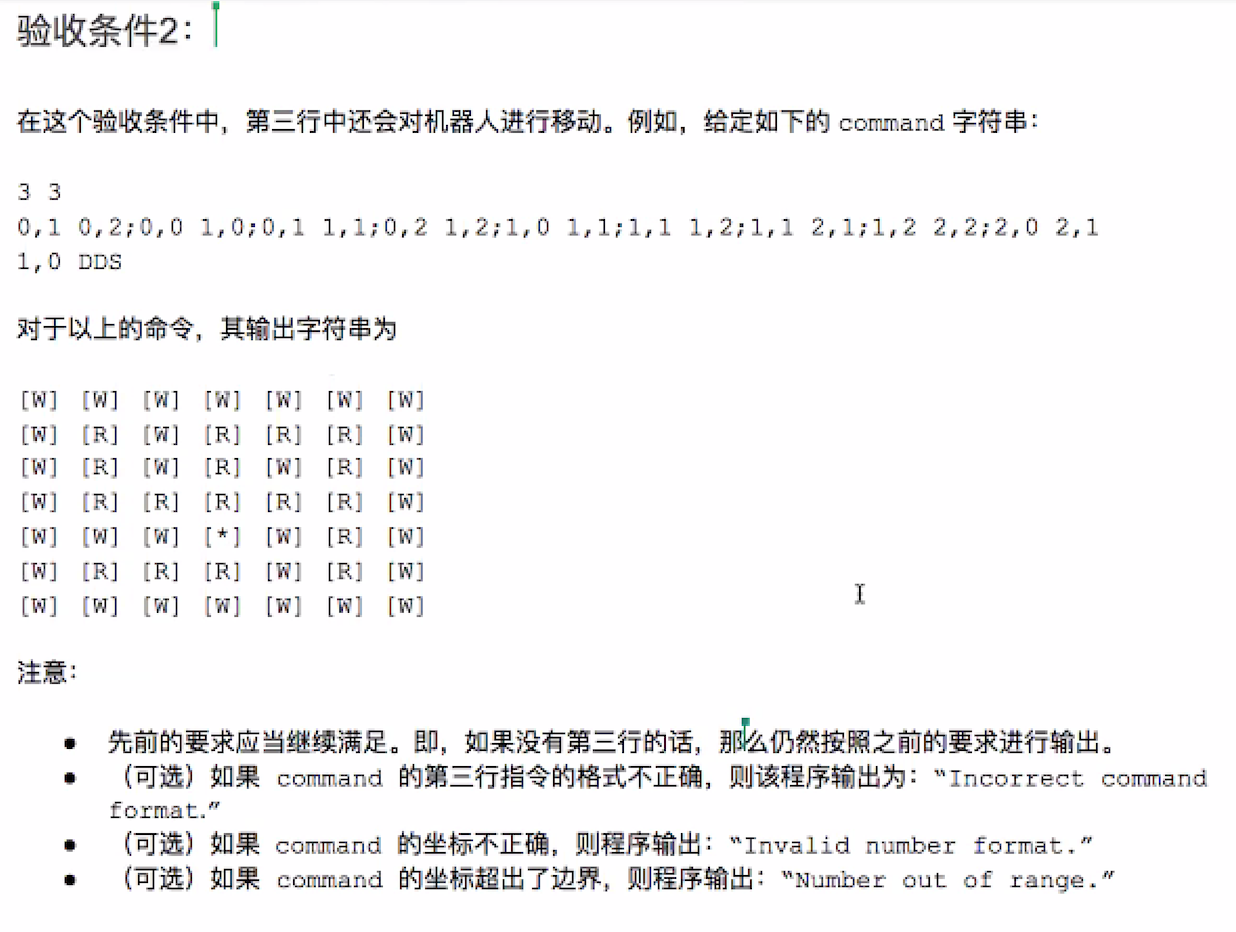 验收条件2：
在这个验收条件中，第三行中还会对机器人进行移动。例如，给定如下的 command 字符串：
3 3
0,1 0,2;0,0 1,0;0,1 1,1;0,2 1,2;1,0 1,1;1,1 1,2;1,1 2,1;1,2 2,2;2,0 2,1
1,0 DDS
对于以上的命令，其输出字符串为
[W] [W] [W] [W] [W] [W] [W]
[W] [R] [W] [R] [R] [R] [W]
[W] [R] [W] [R] [W] [R] [W]
[W] [R] [R] [R] [R] [R] [W]
[W] [W] [W] [*] [W] [R] [W]
[W] [R] [R] [R] [W] [R] [W]
[W] [W] [W] [W] [W] [W] [W]
注意：
● 先前的要求应当继续满足。即，如果没有第三行的话，那么仍然按照之前的要求进行输出。
● （可选）如果 command 的第三行指令的格式不正确，则该程序输出为：“Incorrect command
format.”
● （可选）如果 command 的坐标不正确，则程序输出：“Invalid number format.”
● （可选）如果 command 的坐标超出了边界，则程序输出：“Number out of range.”